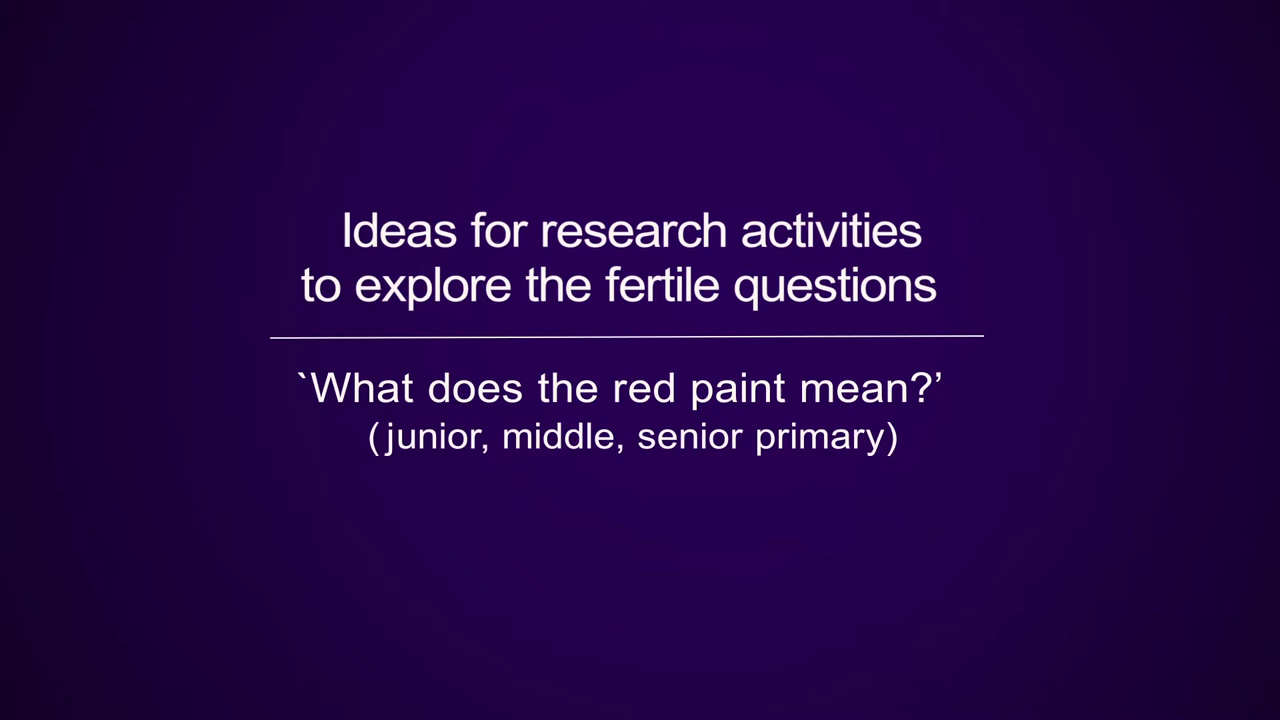 Ideas for research activities
to explore the fertile questions
`What does the red paint mean?’
(junior, middle, senior primary)